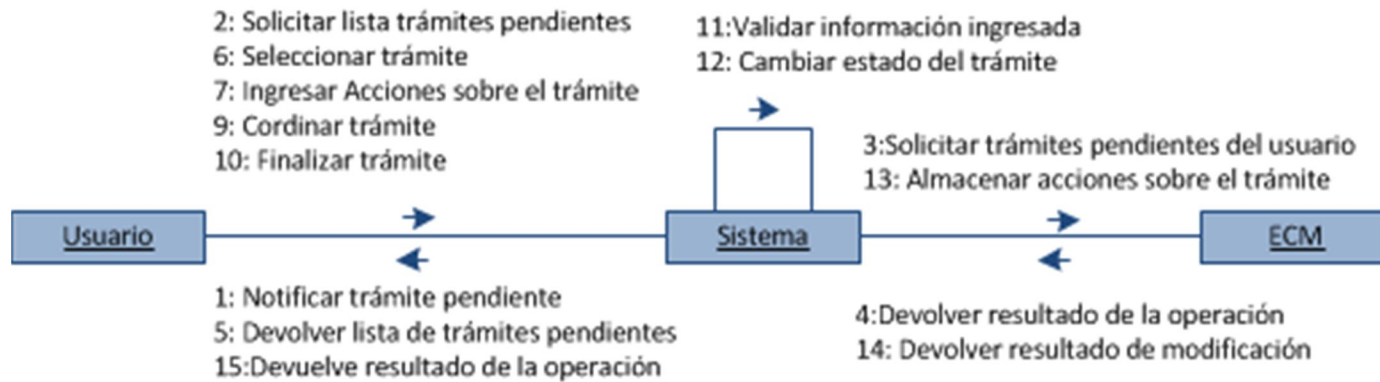 2: Solicitar lista trámites pendientes
6: Seleccionar trámite
7: Ingresar Acciones sobre el trámite
9: Cordinar trámite
10: Finalizar trámite
11:Validar información ingresada
12: Cambiar estado del trámite
3:Solicitar trámites pendientes del usuario
13: Almacenar acciones sobre el trámite
Usuario
Sistema
ECM
1: Notificar trámite pendiente
5: Devolver lista de trámites pendientes
15:Devuelve resultado de la operación
4:Devolver resultado de la operación
14: Devolver resultado de modificación